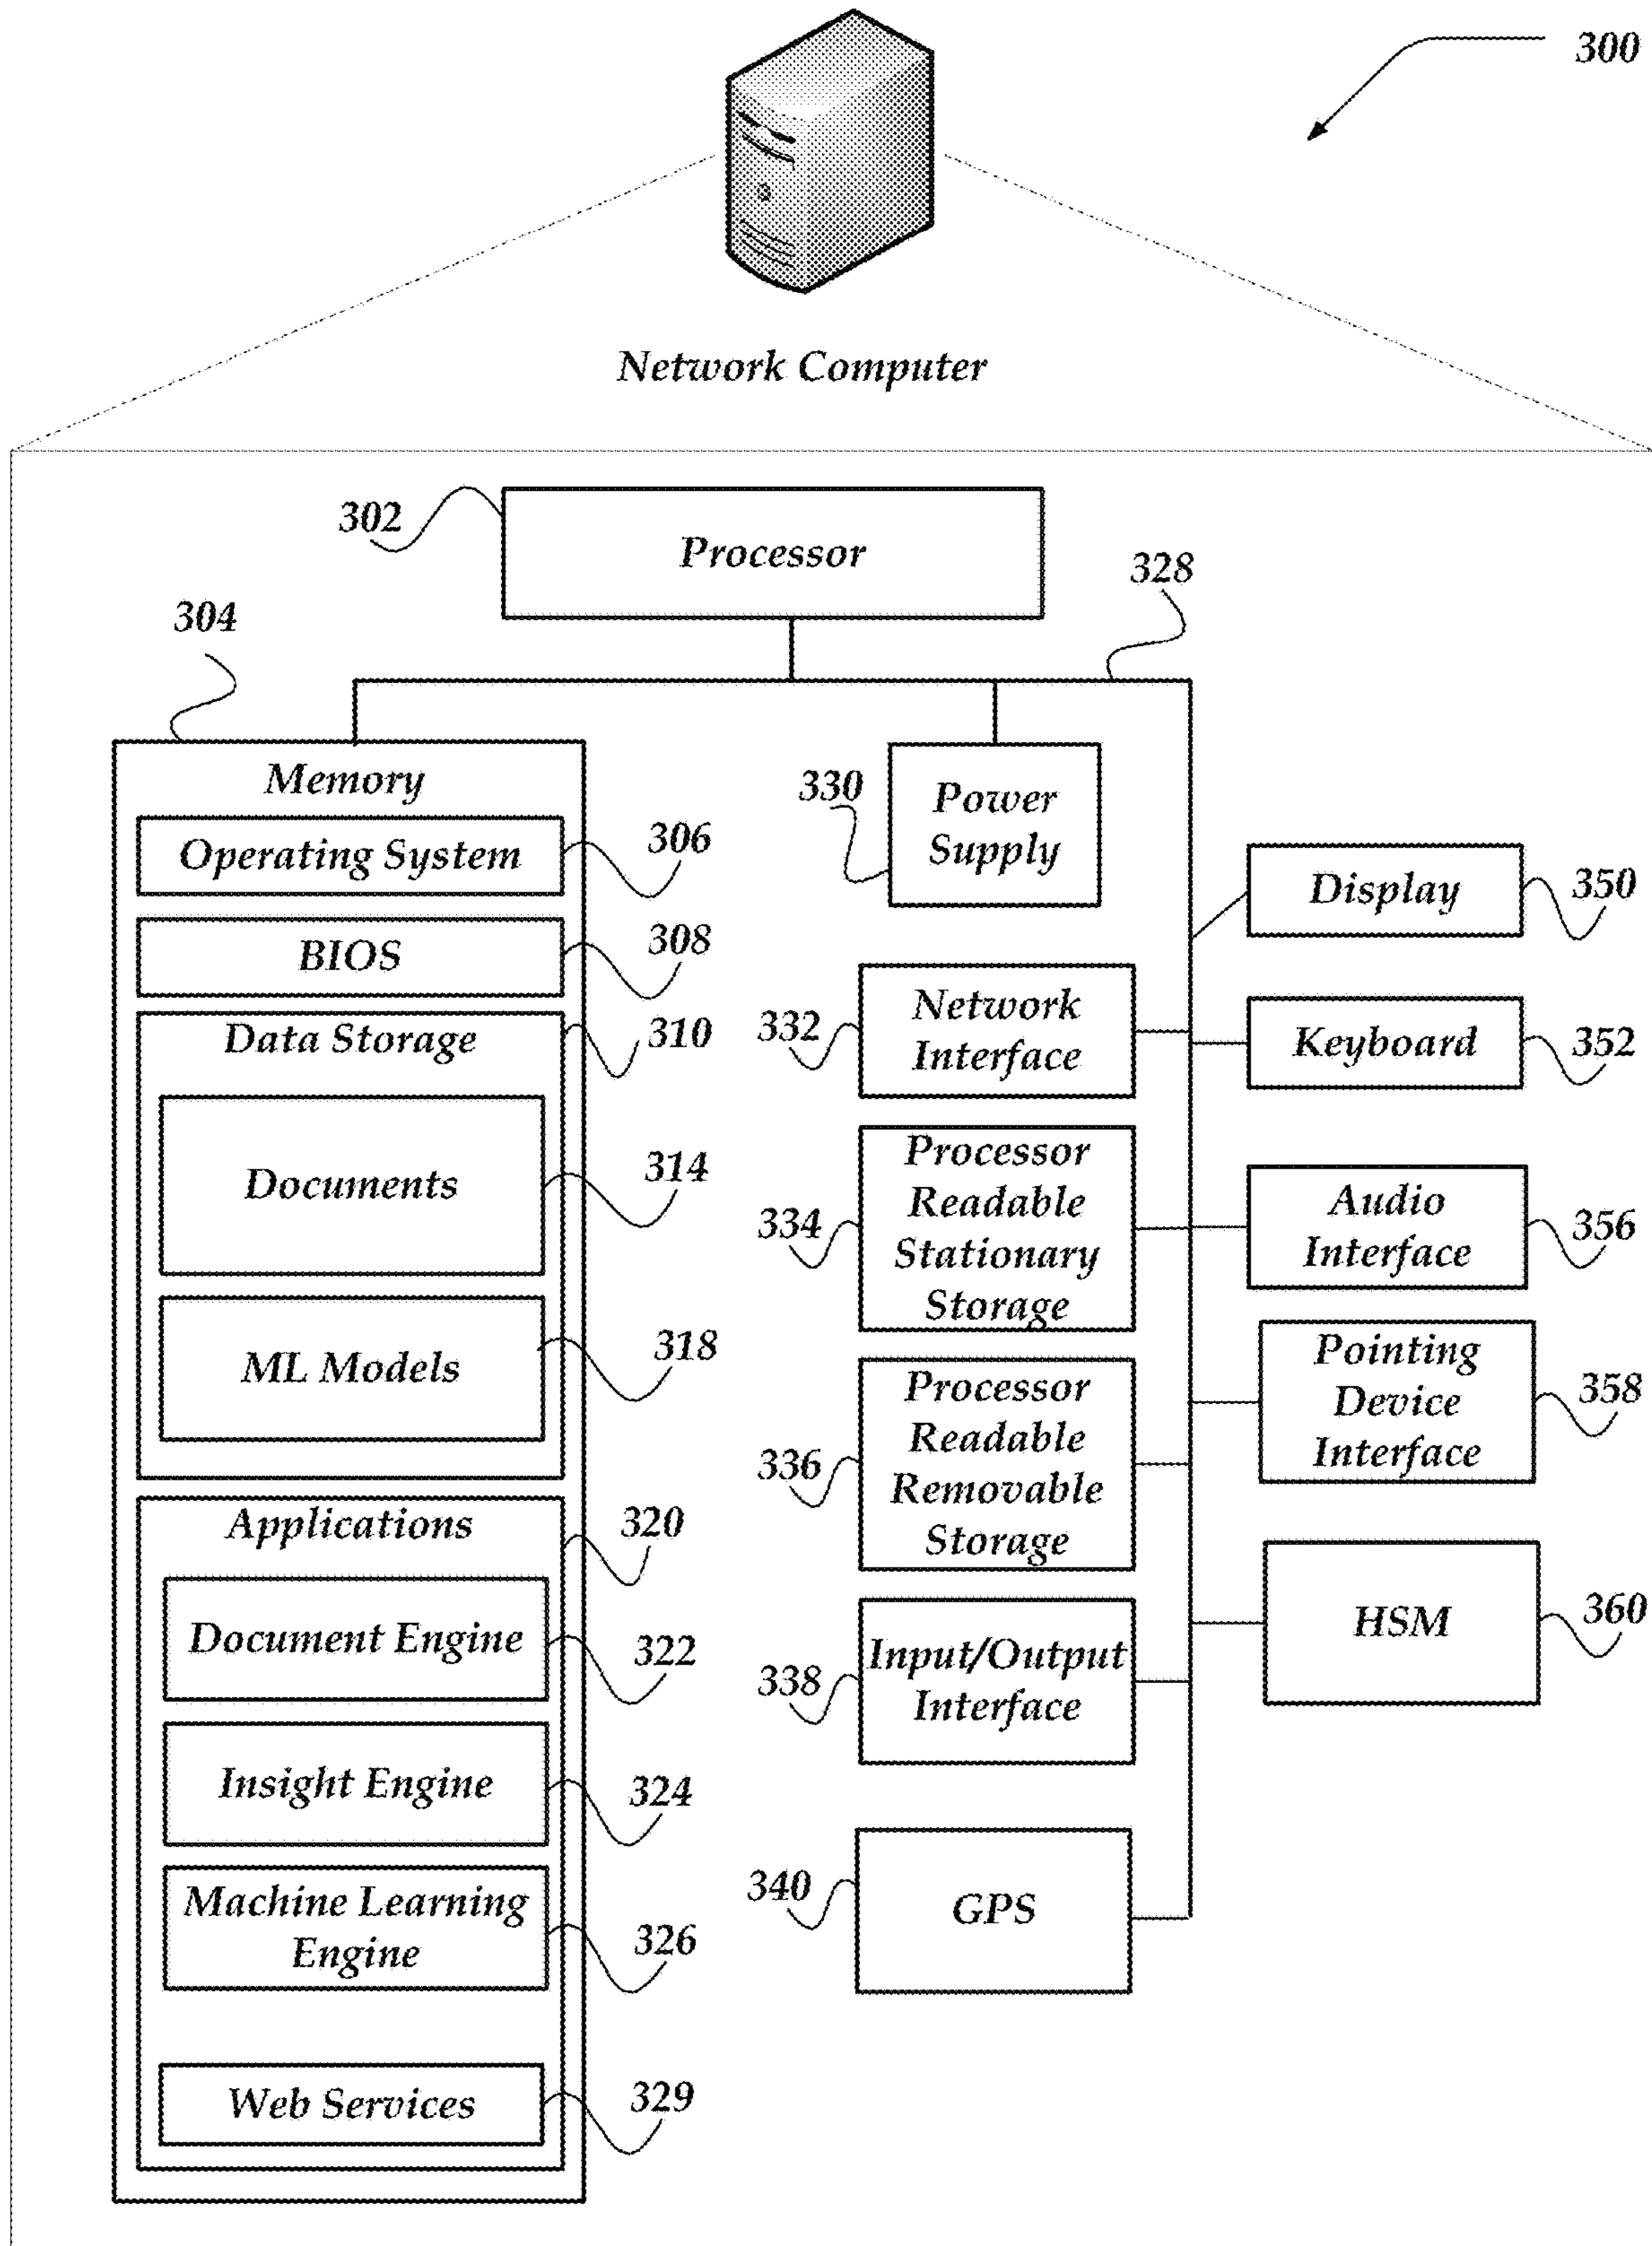 300
Network Computer
302
Processor
328
304
Memory
Operating System
306
BIOS
308
Data Storage
310
Documents
314
ML Models
318
Applications
320
Document Engine
322
Insight Engine
324
Machine Learning
Engine
326
Web Services
329
330
Power
Supply
332
Network
Interface
334
Processor
Readable
Stationary
Storage
336
Processor
Readable
Removable
Storage
338
Input/Output
Interface
340
GPS
Display
350
Keyboard
352
Audio
Interface
356
Pointing
Device
Interface
358
HSM
360